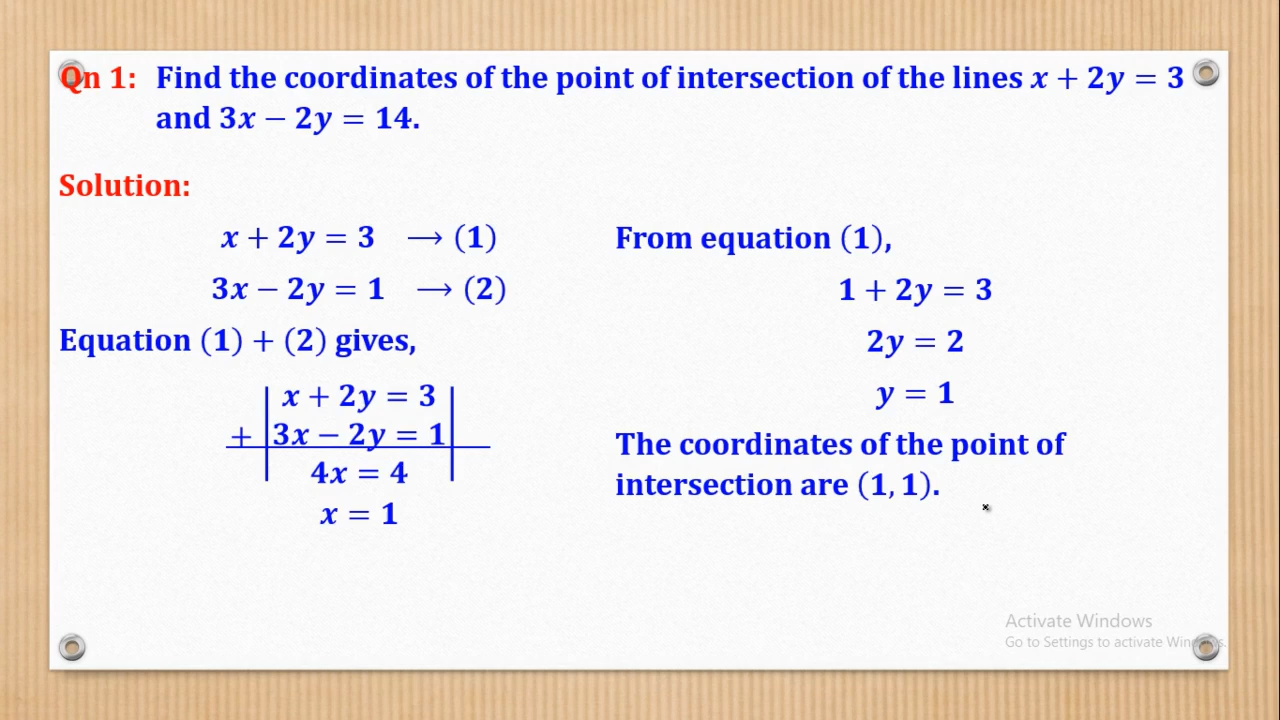 Qn 1: Find the coordinates of the point of intersection of the lines x + 2y = 3
and 3x − 2y = 14.
Solution:
x + 2y = 3 ⟶ (1)
3x − 2y = 1 ⟶ (2)
Equation (1) + (2) gives,
x + 2y = 3
+ 3x − 2y = 1
4x = 4
x = 1
From equation (1),
1 + 2y = 3
2y = 2
y = 1
The coordinates of the point of
intersection are (1, 1).
Activate Windows
Go to Settings to activate Windows.